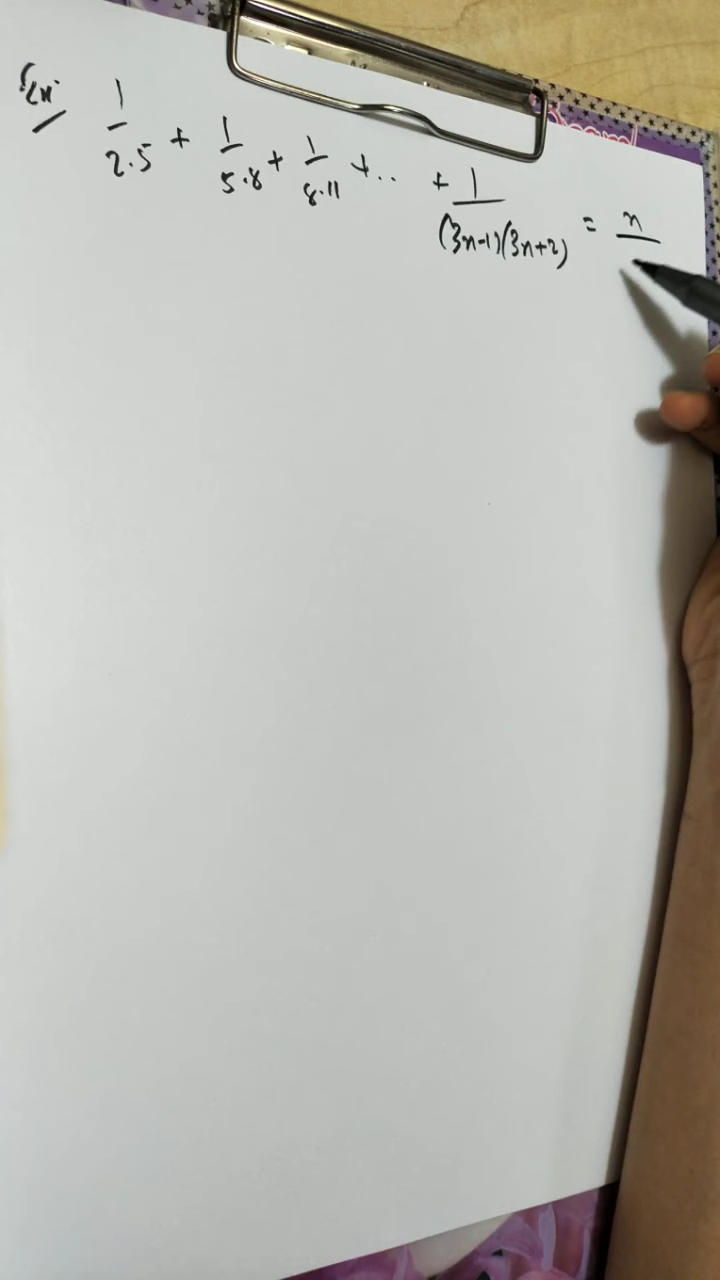 Ex. 1/2.5 + 1/5.8 + 1/8.11 + .. + 1/(3n-1)(3n+2) = n/